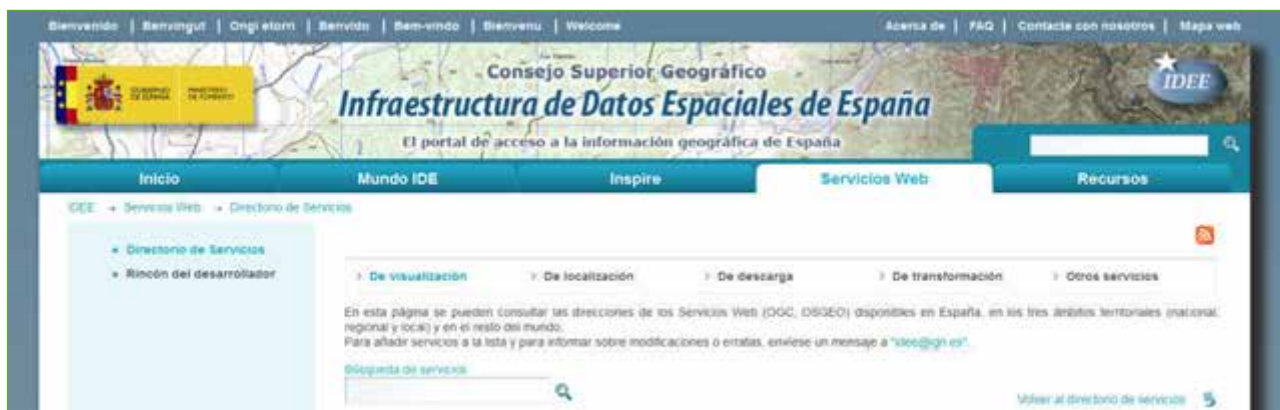 Bienvenido | Benvingut | Ongi etorri | Benvido | Bem-vindo | Bienvenu | Welcome
Acerca de | FAQ | Contacte con nosotros | Mapa web
GOBIERNO DE ESPAÑA
MINISTERIO DE FOMENTO
Consejo Superior Geográfico
Infraestructura de Datos Espaciales de España
El portal de acceso a la información geográfica de España
IDEE
Inicio
Mundo IDE
Inspire
Servicios Web
Recursos
IDEE → Servicios Web → Directorio de Servicios
Directorio de Servicios
Rincón del desarrollador
De visualización
De localización
De descarga
De transformación
Otros servicios
En esta página se pueden consultar las direcciones de los Servicios Web (OGC, OSGEO) disponibles en España, en los tres ámbitos territoriales (nacional,
regional y local) y en el resto del mundo.
Para añadir servicios a la lista y para informar sobre modificaciones o erratas, envíese un mensaje a "idee@ign.es".
Búsqueda de servicios
Volver al directorio de servicios